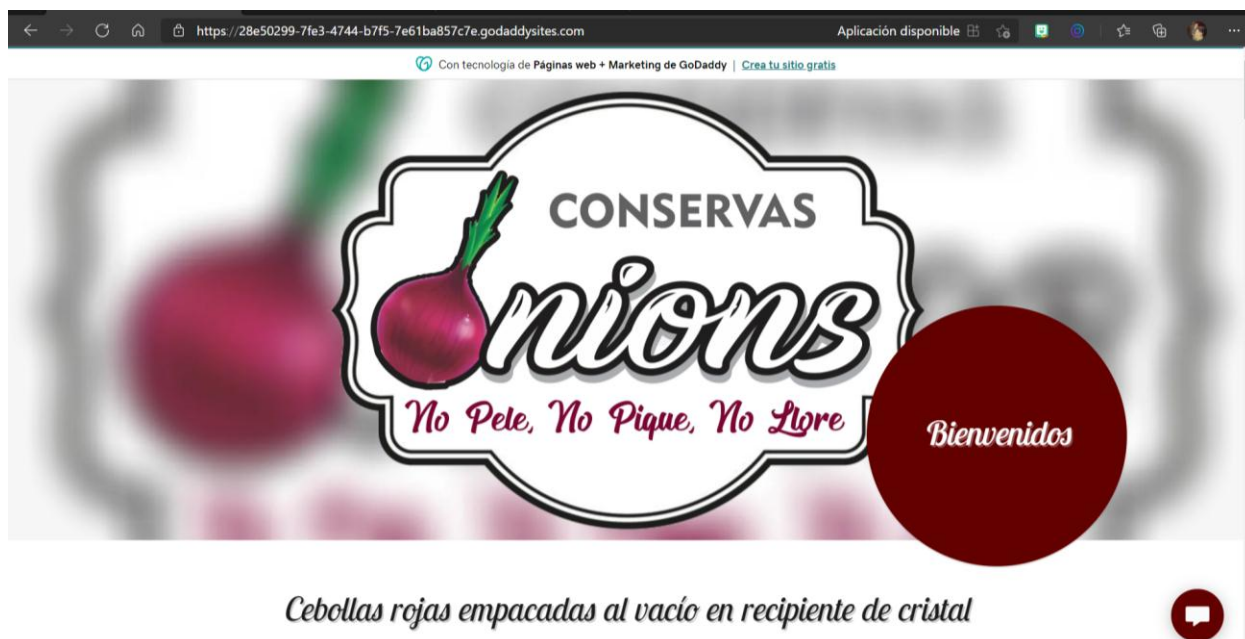 https://28e50299-7fe3-4744-b7f5-7e61ba857c7e.godaddysites.com
Aplicación disponible
Con tecnología de Páginas web + Marketing de GoDaddy | Crea tu sitio gratis
CONSERVAS
nions
No Pele, No Pique, No Llore
Bienvenidos
Cebollas rojas empacadas al vacío en recipiente de cristal